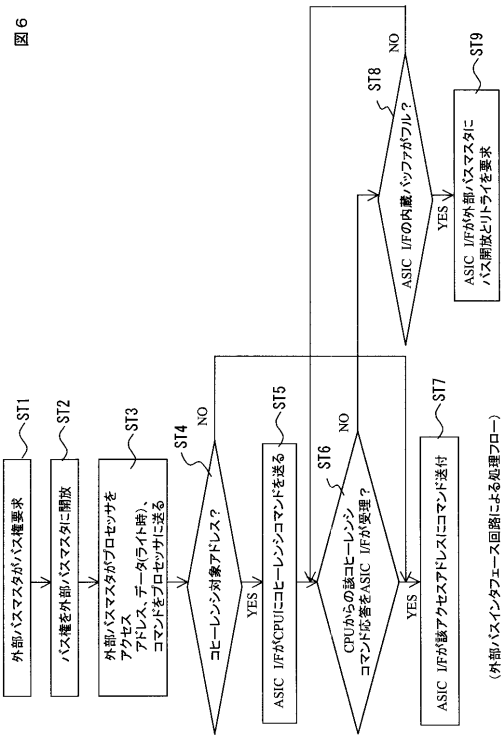 図6
外部バスマスタがバス権要求
ST1
バス権を外部バスマスタに開放
ST2
外部バスマスタがプロセッサを
アクセス
アドレス、データ(ライト時)、
コマンドをプロセッサに送る
ST3
コヒーレンシ対象アドレス?
ST4
NO
YES
ASIC I/FがCPUにコヒーレンシコマンドを送る
ST5
CPUからの該コヒーレンシ
コマンド応答をASIC I/Fが受理?
ST6
NO
YES
ASIC I/Fが該アクセスアドレスにコマンド送付
ST7
ASIC I/Fの内蔵バッファがフル?
ST8
NO
YES
ASIC I/Fが外部バスマスタに
バス開放とリトライを要求
ST9
(外部バスインタフェース回路による処理フロー)